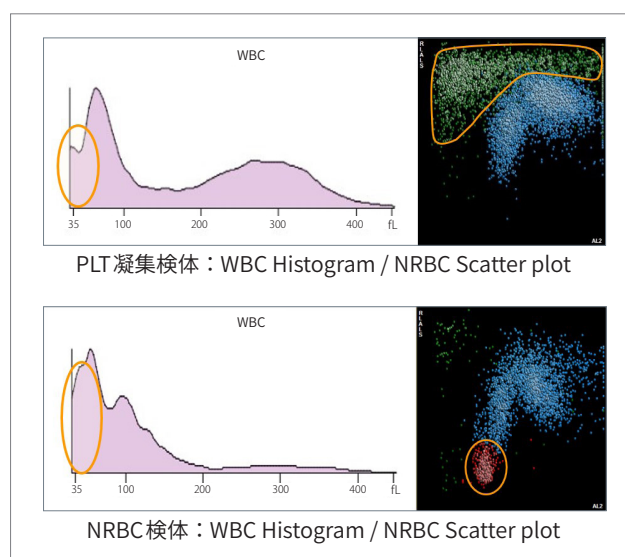 WBC
35 100 200 300 400 fL
RLALS
AL2
PLT凝集検体：WBC Histogram / NRBC Scatter plot
WBC
35 100 200 300 400 fL
RLALS
AL2
NRBC検体：WBC Histogram / NRBC Scatter plot